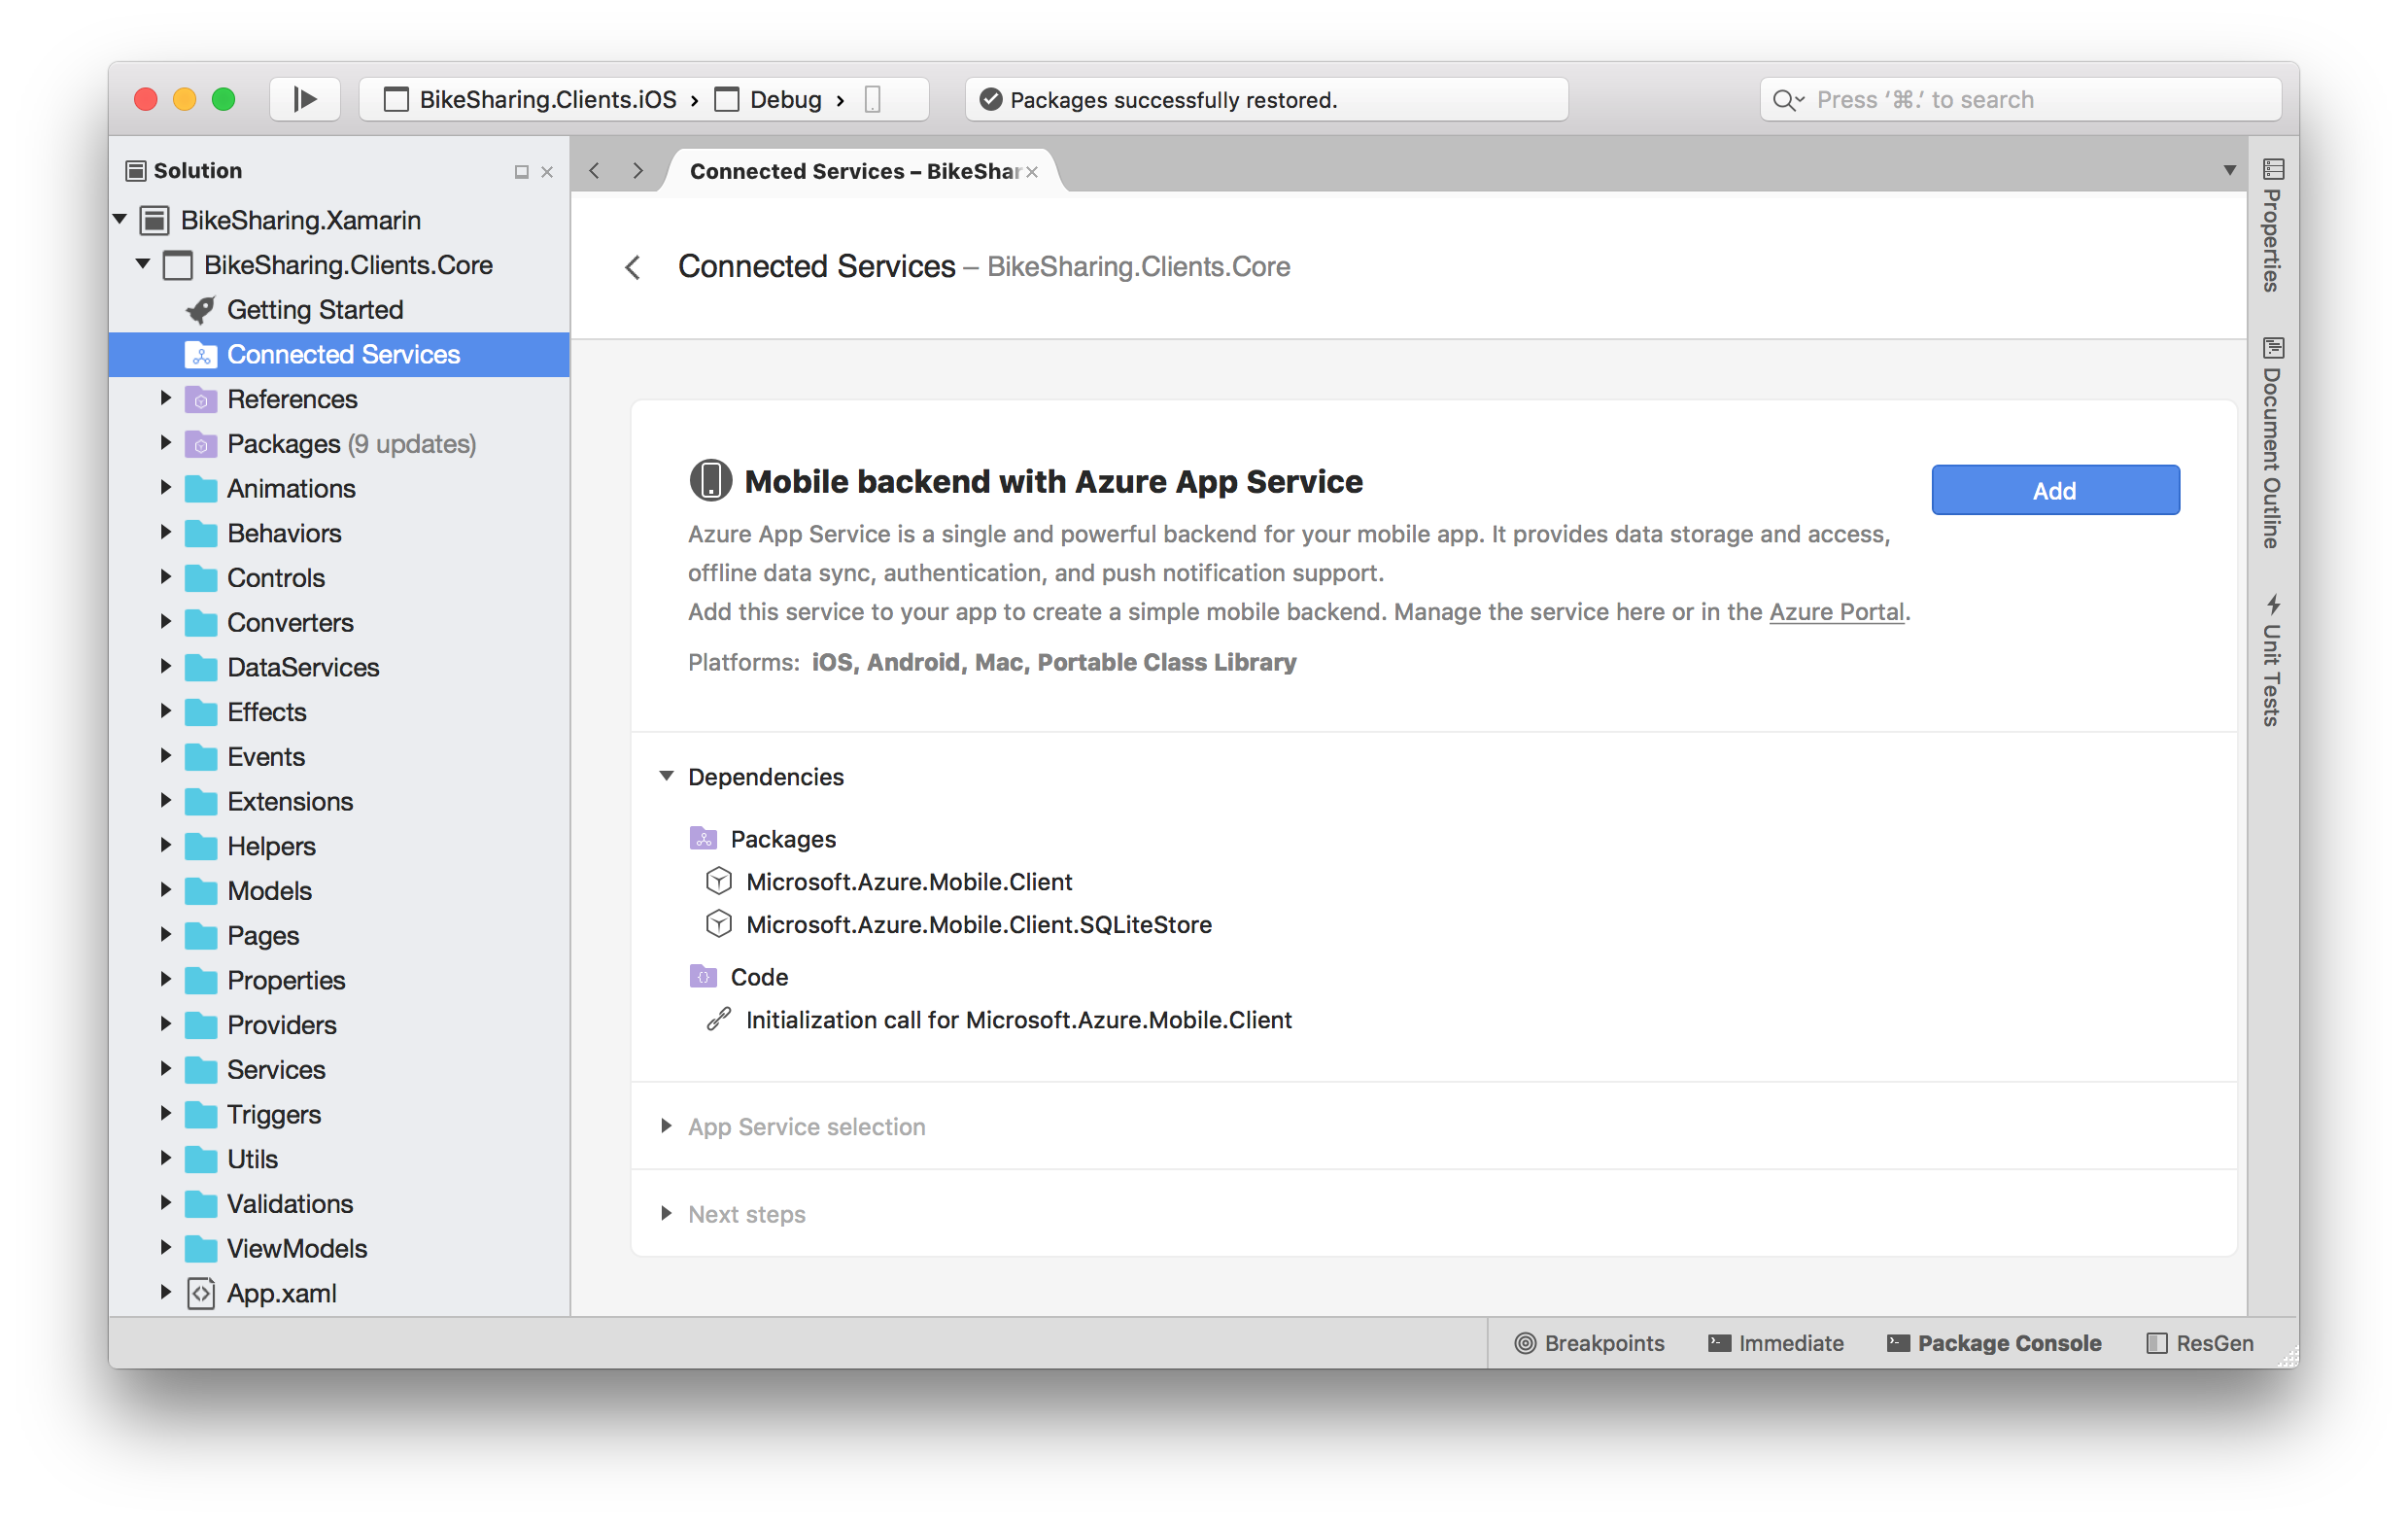 BikeSharing.Clients.iOS › Debug ›
Packages successfully restored.
Press ‘⌘.’ to search
Solution
BikeSharing.Xamarin
BikeSharing.Clients.Core
Getting Started
Connected Services
References
Packages (9 updates)
Animations
Behaviors
Controls
Converters
DataServices
Effects
Events
Extensions
Helpers
Models
Pages
Properties
Providers
Services
Triggers
Utils
Validations
ViewModels
App.xaml
Connected Services – BikeShar
Connected Services – BikeSharing.Clients.Core
Mobile backend with Azure App Service
Add
Azure App Service is a single and powerful backend for your mobile app. It provides data storage and access,
offline data sync, authentication, and push notification support.
Add this service to your app to create a simple mobile backend. Manage the service here or in the Azure Portal.
Platforms: iOS, Android, Mac, Portable Class Library
Dependencies
Packages
Microsoft.Azure.Mobile.Client
Microsoft.Azure.Mobile.Client.SQLiteStore
Code
Initialization call for Microsoft.Azure.Mobile.Client
App Service selection
Next steps
Properties
Document Outline
Unit Tests
Breakpoints
Immediate
Package Console
ResGen